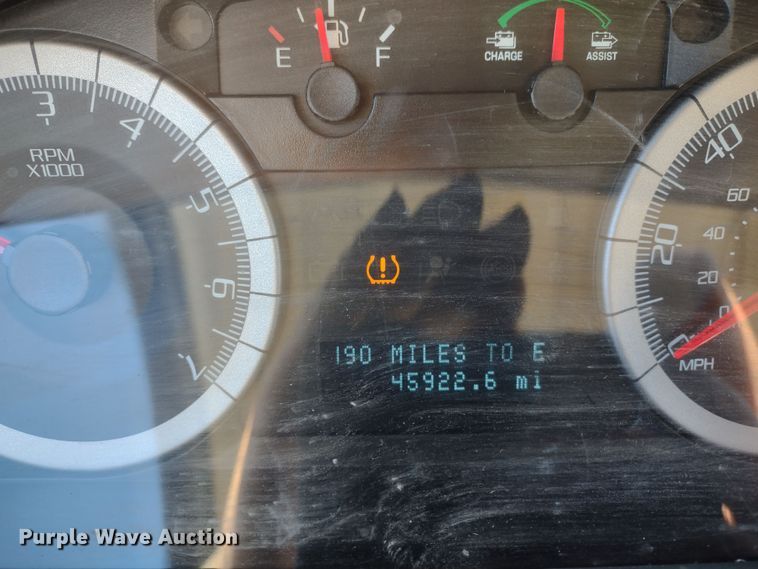 E F
CHARGE ASSIST
3
4
5
6
7
RPM
X1000
40
20
0
60
40
20
0
MPH
190 MILES TO E
45922.6 mi
Purple Wave Auction